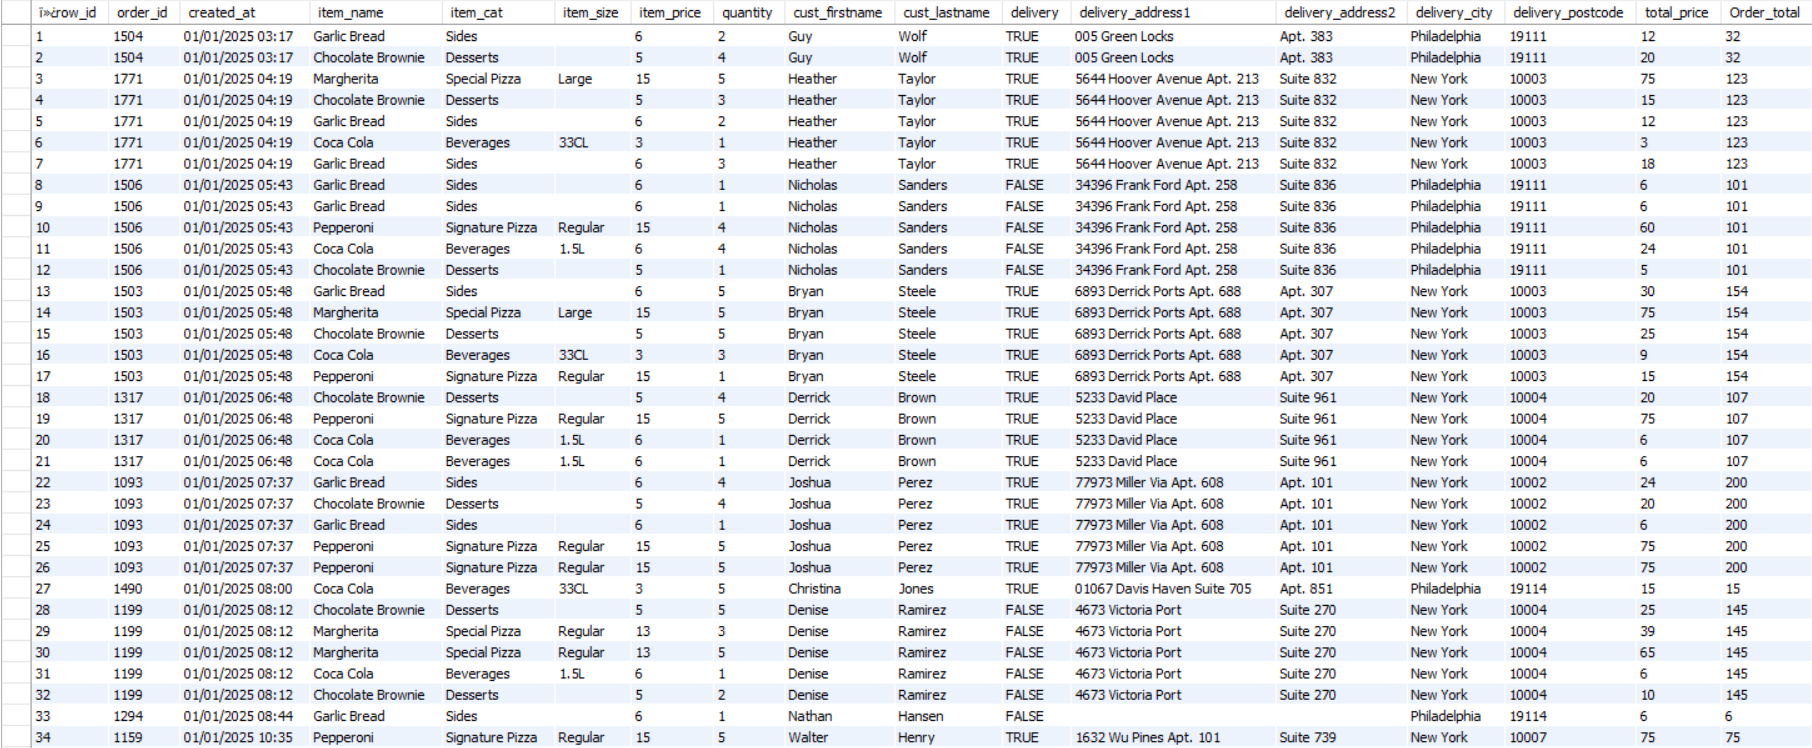 ï»¿row_id order_id created_at item_name item_cat item_size item_price quantity cust_firstname cust_lastname delivery delivery_address1 delivery_address2 delivery_city delivery_postcode total_price Order_total
1 1504 01/01/2025 03:17 Garlic Bread Sides 6 2 Guy Wolf TRUE 005 Green Locks Apt. 383 Philadelphia 19111 12 32
2 1504 01/01/2025 03:17 Chocolate Brownie Desserts 5 4 Guy Wolf TRUE 005 Green Locks Apt. 383 Philadelphia 19111 20 32
3 1771 01/01/2025 04:19 Margherita Special Pizza Large 15 5 Heather Taylor TRUE 5644 Hoover Avenue Apt. 213 Suite 832 New York 10003 75 123
4 1771 01/01/2025 04:19 Chocolate Brownie Desserts 5 3 Heather Taylor TRUE 5644 Hoover Avenue Apt. 213 Suite 832 New York 10003 15 123
5 1771 01/01/2025 04:19 Garlic Bread Sides 6 2 Heather Taylor TRUE 5644 Hoover Avenue Apt. 213 Suite 832 New York 10003 12 123
6 1771 01/01/2025 04:19 Coca Cola Beverages 33CL 3 1 Heather Taylor TRUE 5644 Hoover Avenue Apt. 213 Suite 832 New York 10003 3 123
7 1771 01/01/2025 04:19 Garlic Bread Sides 6 3 Heather Taylor TRUE 5644 Hoover Avenue Apt. 213 Suite 832 New York 10003 18 123
8 1506 01/01/2025 05:43 Garlic Bread Sides 6 1 Nicholas Sanders FALSE 34396 Frank Ford Apt. 258 Suite 836 Philadelphia 19111 6 101
9 1506 01/01/2025 05:43 Garlic Bread Sides 6 1 Nicholas Sanders FALSE 34396 Frank Ford Apt. 258 Suite 836 Philadelphia 19111 6 101
10 1506 01/01/2025 05:43 Pepperoni Signature Pizza Regular 15 4 Nicholas Sanders FALSE 34396 Frank Ford Apt. 258 Suite 836 Philadelphia 19111 60 101
11 1506 01/01/2025 05:43 Coca Cola Beverages 1.5L 6 4 Nicholas Sanders FALSE 34396 Frank Ford Apt. 258 Suite 836 Philadelphia 19111 24 101
12 1506 01/01/2025 05:43 Chocolate Brownie Desserts 5 1 Nicholas Sanders FALSE 34396 Frank Ford Apt. 258 Suite 836 Philadelphia 19111 5 101
13 1503 01/01/2025 05:48 Garlic Bread Sides 6 5 Bryan Steele TRUE 6893 Derrick Ports Apt. 688 Apt. 307 New York 10003 30 154
14 1503 01/01/2025 05:48 Margherita Special Pizza Large 15 5 Bryan Steele TRUE 6893 Derrick Ports Apt. 688 Apt. 307 New York 10003 75 154
15 1503 01/01/2025 05:48 Chocolate Brownie Desserts 5 5 Bryan Steele TRUE 6893 Derrick Ports Apt. 688 Apt. 307 New York 10003 25 154
16 1503 01/01/2025 05:48 Coca Cola Beverages 33CL 3 3 Bryan Steele TRUE 6893 Derrick Ports Apt. 688 Apt. 307 New York 10003 9 154
17 1503 01/01/2025 05:48 Pepperoni Signature Pizza Regular 15 1 Bryan Steele TRUE 6893 Derrick Ports Apt. 688 Apt. 307 New York 10003 15 154
18 1317 01/01/2025 06:48 Chocolate Brownie Desserts 5 4 Derrick Brown TRUE 5233 David Place Suite 961 New York 10004 20 107
19 1317 01/01/2025 06:48 Pepperoni Signature Pizza Regular 15 5 Derrick Brown TRUE 5233 David Place Suite 961 New York 10004 75 107
20 1317 01/01/2025 06:48 Coca Cola Beverages 1.5L 6 1 Derrick Brown TRUE 5233 David Place Suite 961 New York 10004 6 107
21 1317 01/01/2025 06:48 Coca Cola Beverages 1.5L 6 1 Derrick Brown TRUE 5233 David Place Suite 961 New York 10004 6 107
22 1093 01/01/2025 07:37 Garlic Bread Sides 6 4 Joshua Perez TRUE 77973 Miller Via Apt. 608 Apt. 101 New York 10002 24 200
23 1093 01/01/2025 07:37 Chocolate Brownie Desserts 5 4 Joshua Perez TRUE 77973 Miller Via Apt. 608 Apt. 101 New York 10002 20 200
24 1093 01/01/2025 07:37 Garlic Bread Sides 6 1 Joshua Perez TRUE 77973 Miller Via Apt. 608 Apt. 101 New York 10002 6 200
25 1093 01/01/2025 07:37 Pepperoni Signature Pizza Regular 15 5 Joshua Perez TRUE 77973 Miller Via Apt. 608 Apt. 101 New York 10002 75 200
26 1093 01/01/2025 07:37 Pepperoni Signature Pizza Regular 15 5 Joshua Perez TRUE 77973 Miller Via Apt. 608 Apt. 101 New York 10002 75 200
27 1490 01/01/2025 08:00 Coca Cola Beverages 33CL 3 5 Christina Jones TRUE 01067 Davis Haven Suite 705 Apt. 851 Philadelphia 19114 15 15
28 1199 01/01/2025 08:12 Chocolate Brownie Desserts 5 5 Denise Ramirez FALSE 4673 Victoria Port Suite 270 New York 10004 25 145
29 1199 01/01/2025 08:12 Margherita Special Pizza Regular 13 3 Denise Ramirez FALSE 4673 Victoria Port Suite 270 New York 10004 39 145
30 1199 01/01/2025 08:12 Margherita Special Pizza Regular 13 5 Denise Ramirez FALSE 4673 Victoria Port Suite 270 New York 10004 65 145
31 1199 01/01/2025 08:12 Coca Cola Beverages 1.5L 6 1 Denise Ramirez FALSE 4673 Victoria Port Suite 270 New York 10004 6 145
32 1199 01/01/2025 08:12 Chocolate Brownie Desserts 5 2 Denise Ramirez FALSE 4673 Victoria Port Suite 270 New York 10004 10 145
33 1294 01/01/2025 08:44 Garlic Bread Sides 6 1 Nathan Hansen FALSE Philadelphia 19114 6 6
34 1159 01/01/2025 10:35 Pepperoni Signature Pizza Regular 15 5 Walter Henry TRUE 1632 Wu Pines Apt. 101 Suite 739 New York 10007 75 75